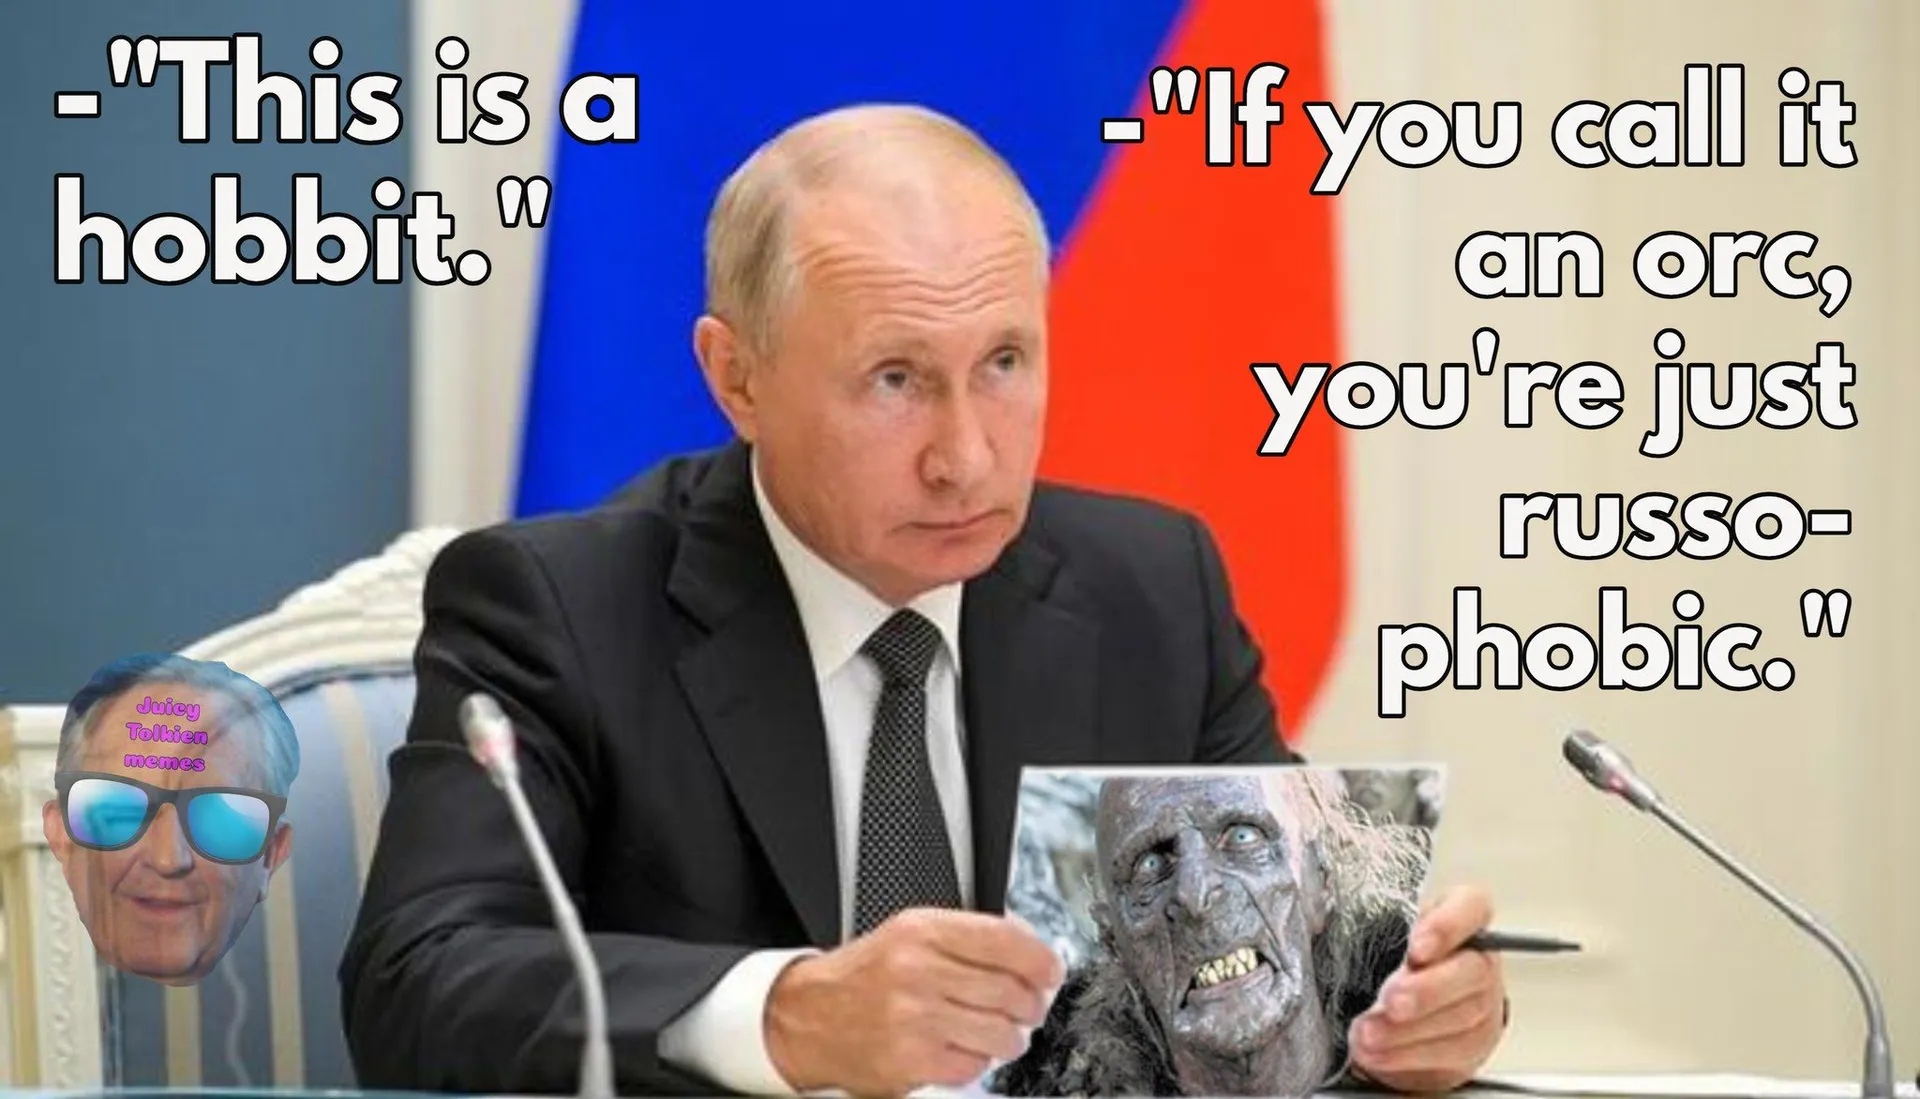 -"This is a
hobbit."
-"If you call it
an orc,
you're just
russo-
phobic."
Juicy
Tolkien
memes